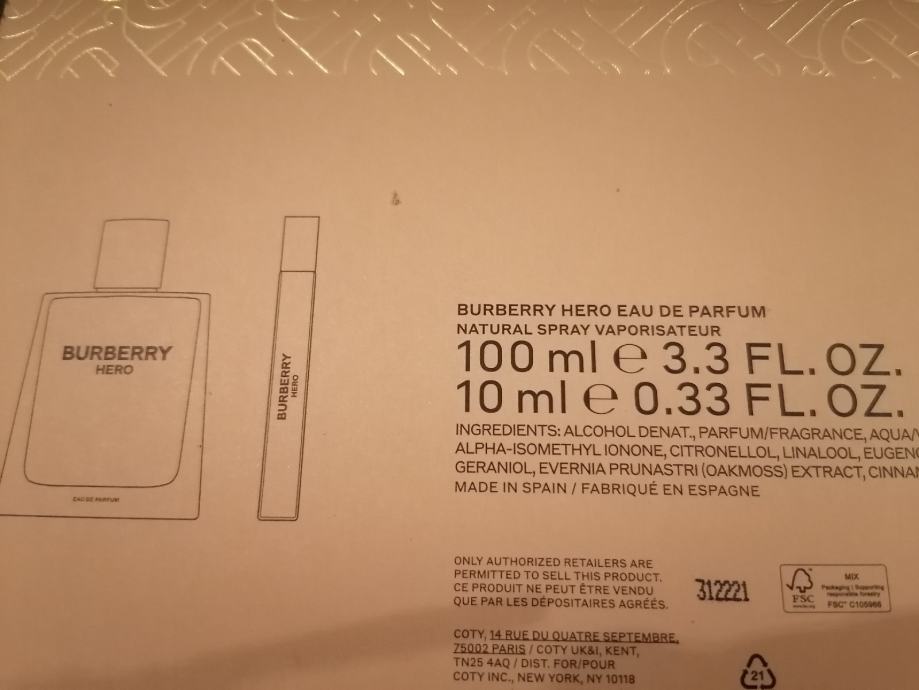 BURBERRY
HERO
EAU DE PARFUM
BURBERRY
HERO
BURBERRY HERO EAU DE PARFUM
NATURAL SPRAY VAPORISATEUR
100 ml ℮ 3.3 FL. OZ.
10 ml ℮ 0.33 FL. OZ.
INGREDIENTS: ALCOHOL DENAT., PARFUM/FRAGRANCE, AQUA/
ALPHA-ISOMETHYL IONONE, CITRONELLOL, LINALOOL,
GERANIOL, EVERNIA PRUNASTRI (OAKMOSS) EXTRACT,
MADE IN SPAIN / FABRIQUÉ EN ESPAGNE
ONLY AUTHORIZED RETAILERS ARE
PERMITTED TO SELL THIS PRODUCT.
CE PRODUIT NE PEUT ÊTRE VENDU
QUE PAR LES DÉPOSITAIRES AGRÉÉS.
312221
FSC
MIX
Packaging | Supporting
responsible forestry
FSC® C105966
COTY, 14 RUE DU QUATRE SEPTEMBRE,
75002 PARIS / COTY UK&I, KENT,
TN25 4AQ / DIST. FOR/POUR
COTY INC., NEW YORK, NY 10118
21